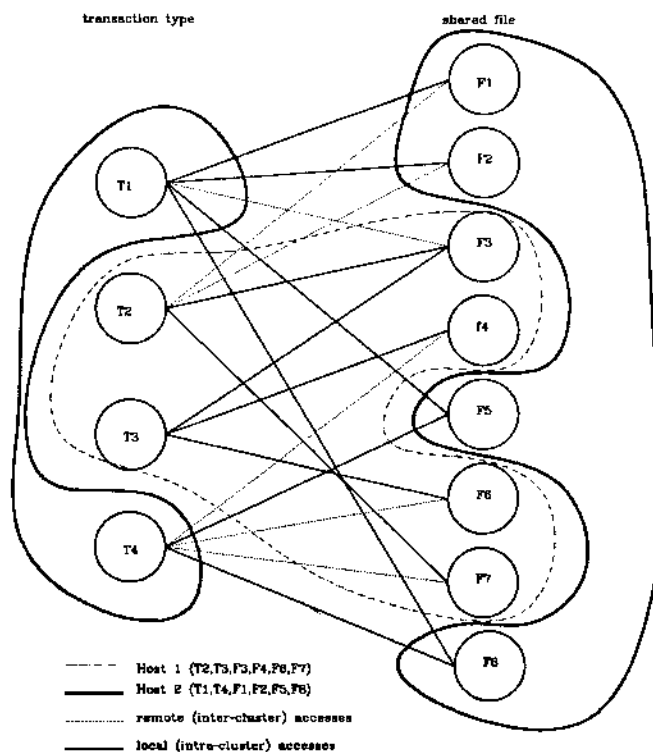 transaction type
shared file
F1
F2
F3
f4
F5
F6
F7
F8
T1
T2
T3
T4
Host 1 (T2,T3,F3,F4,F6,F7)
Host 2 (T1,T4,F1,F2,F5,F8)
remote (inter-cluster) accesses
local (intra-cluster) accesses